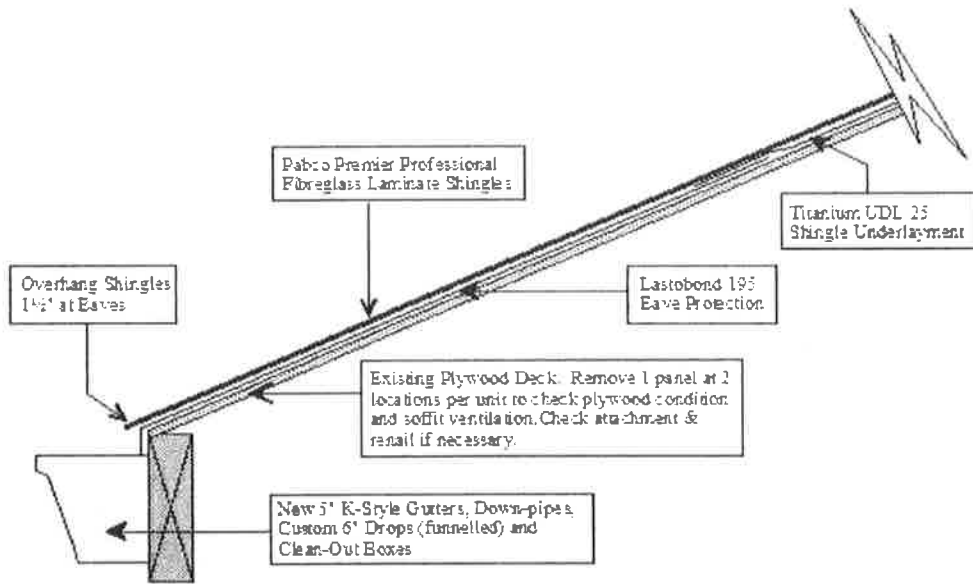 Pabco Premier Professional
Fibreglass Laminate Shingles
Titanium UDL 25
Shingle Underlayment
Overhang Shingles
1½" at Eaves
Lastobond 195
Eave Protection
Existing Plywood Deck. Remove 1 panel at 2
locations per unit to check plywood condition
and soffit ventilation. Check attachment &
renail if necessary.
New 5" K-Style Gutters, Down-pipes,
Custom 6" Drops (funnelled) and
Clean-Out Boxes